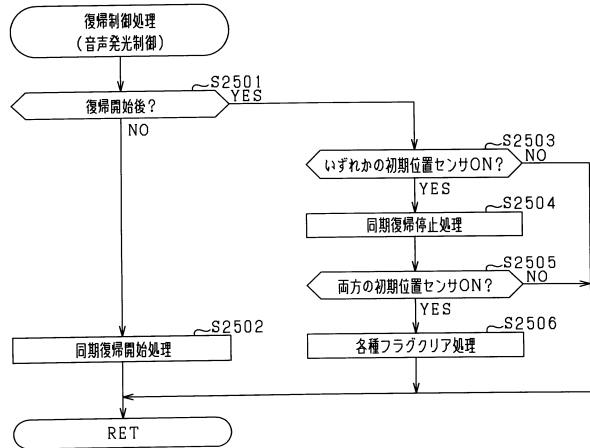 復帰制御処理
(音声発光制御)
S2501
復帰開始後?
YES
NO
S2503
いずれかの初期位置センサON?
NO
YES
S2504
同期復帰停止処理
S2505
両方の初期位置センサON?
NO
YES
S2502
同期復帰開始処理
S2506
各種フラグクリア処理
RET